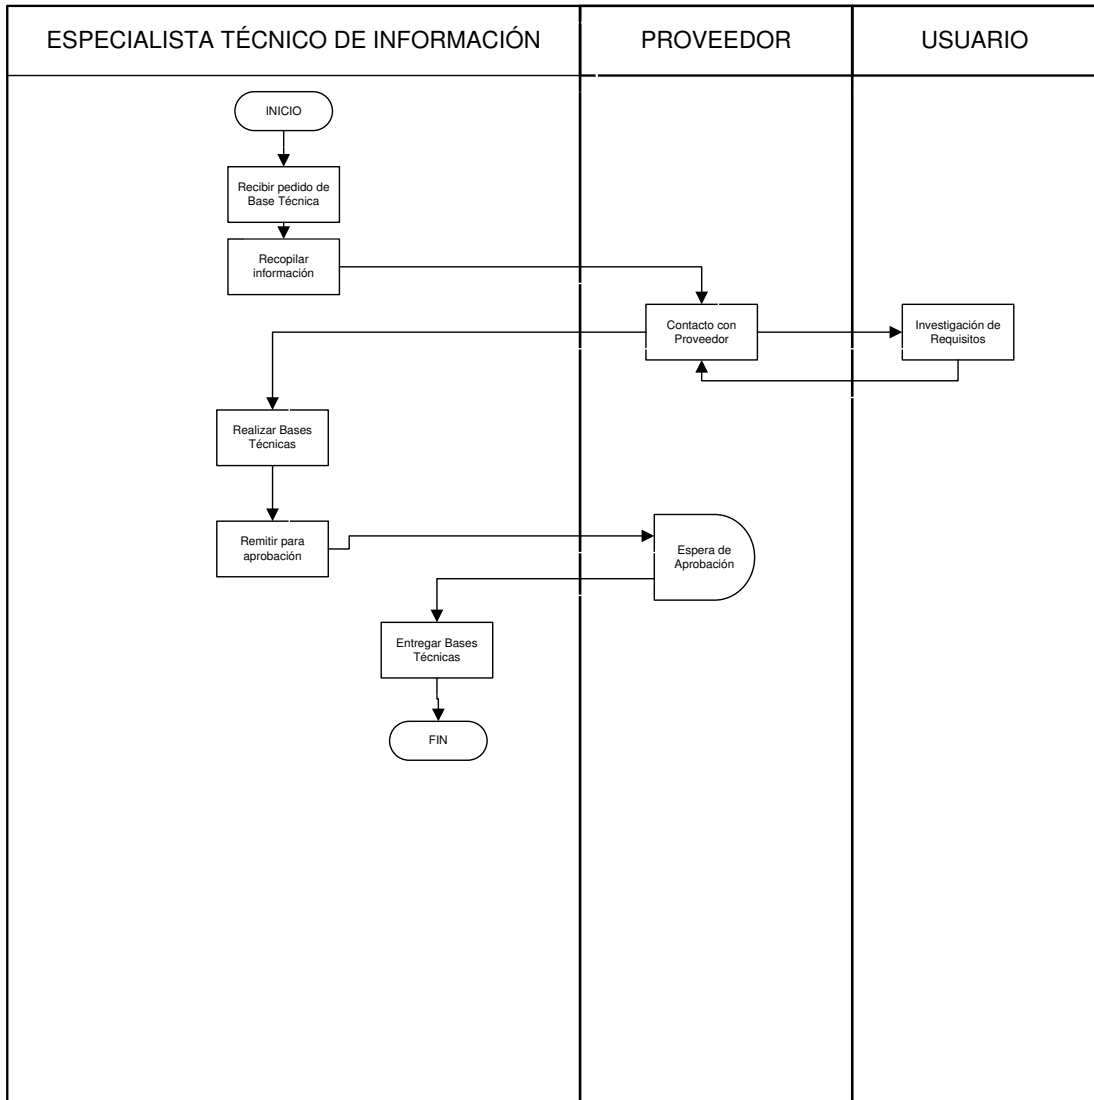 ESPECIALISTA TÉCNICO DE INFORMACIÓN
PROVEEDOR
USUARIO
INICIO
Recibir pedido de
Base Técnica
Recopilar
información
Contacto con
Proveedor
Investigación de
Requisitos
Realizar Bases
Técnicas
Remitir para
aprobación
Espera de
Aprobación
Entregar Bases
Técnicas
FIN